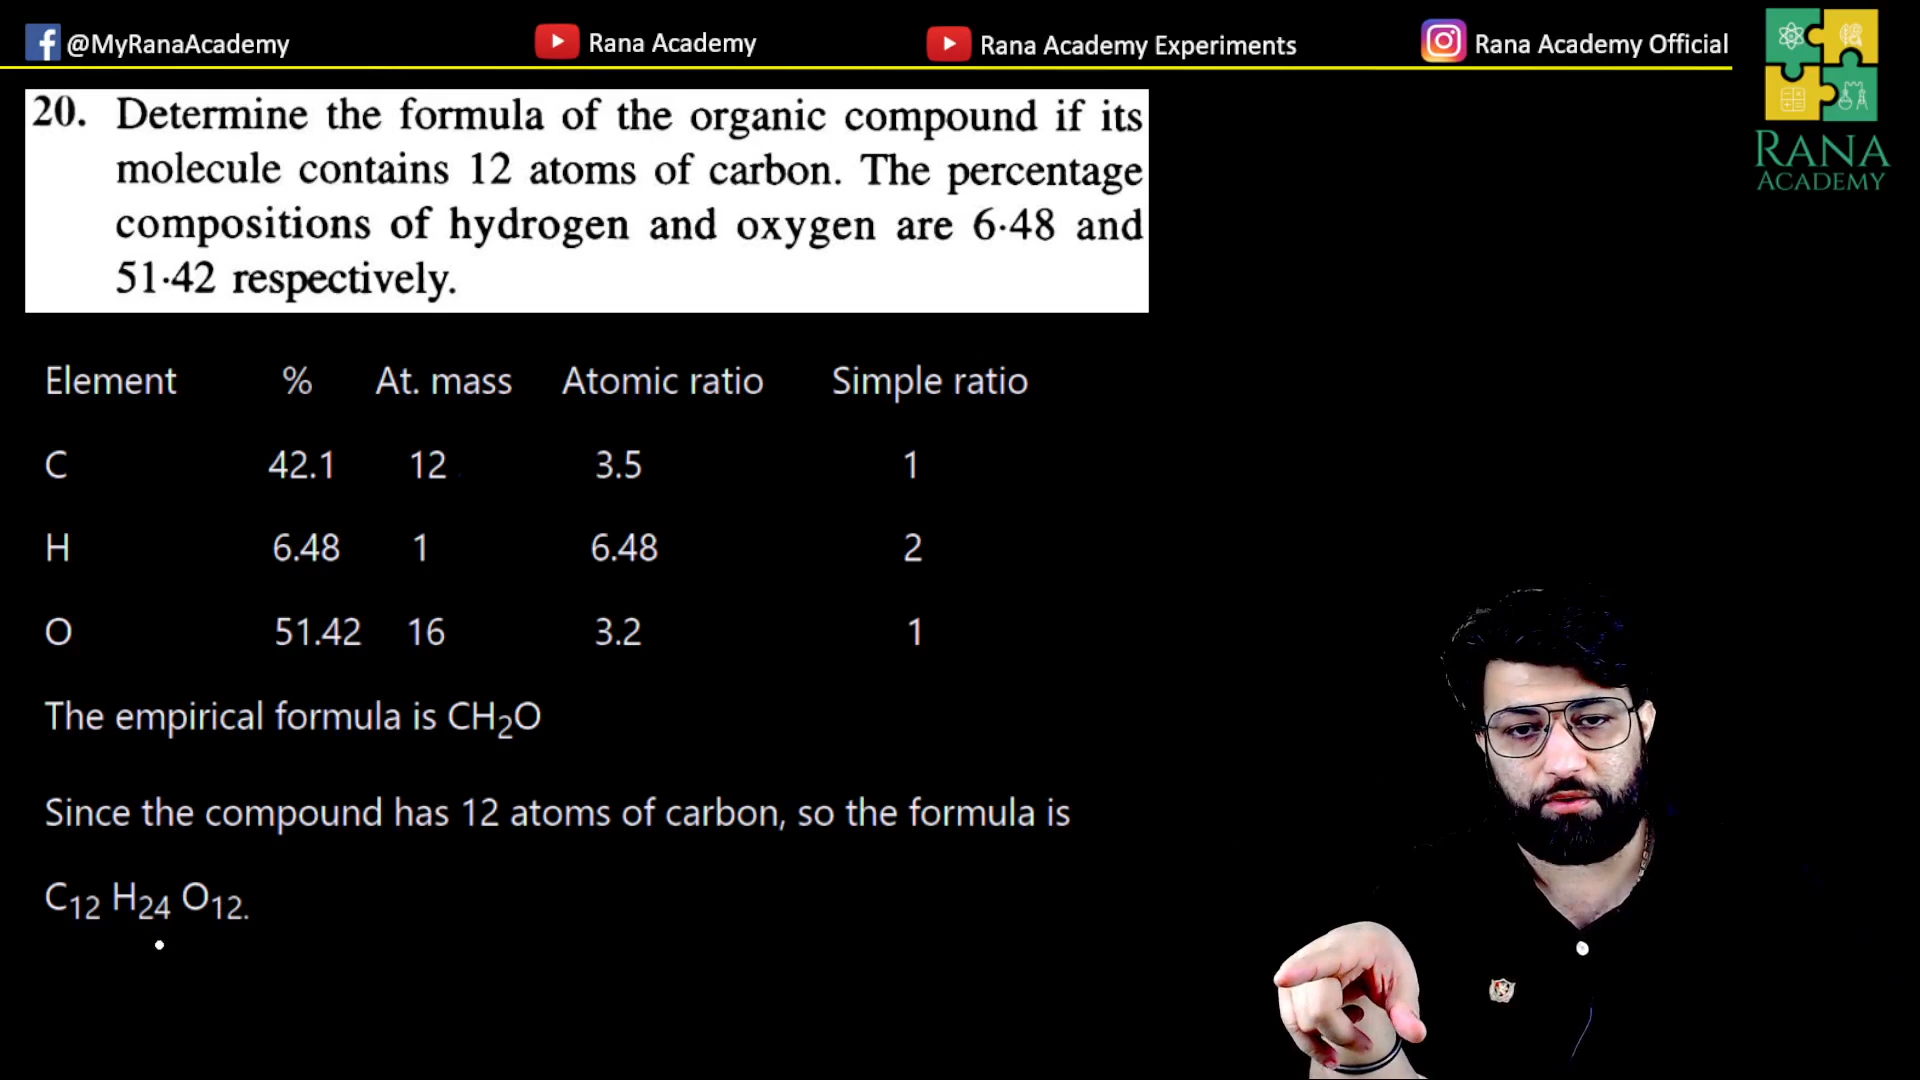 @MyRanaAcademy Rana Academy Rana Academy Experiments Rana Academy Official
RANA
ACADEMY
20. Determine the formula of the organic compound if its
molecule contains 12 atoms of carbon. The percentage
compositions of hydrogen and oxygen are 6·48 and
51·42 respectively.
Element % At. mass Atomic ratio Simple ratio
C 42.1 12 3.5 1
H 6.48 1 6.48 2
O 51.42 16 3.2 1
The empirical formula is CH₂O
Since the compound has 12 atoms of carbon, so the formula is
C₁₂ H₂₄ O₁₂.